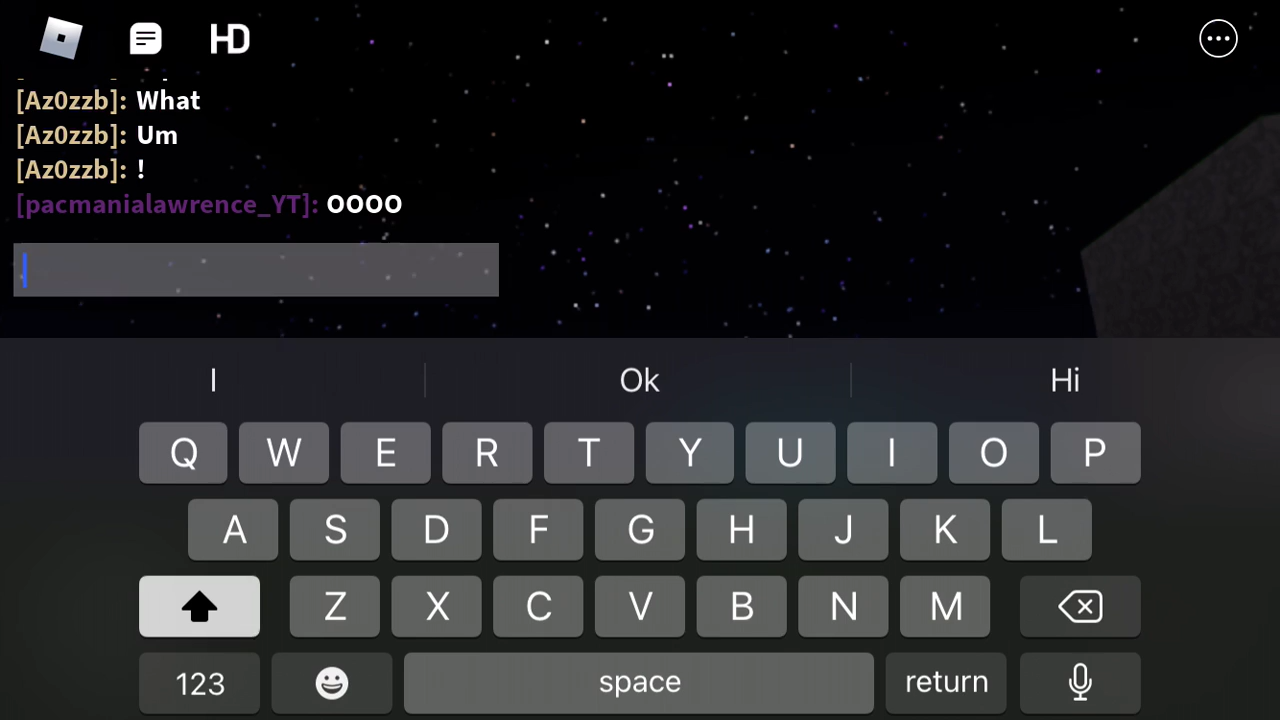 HD
[Az0zzb]: What
[Az0zzb]: Um
[Az0zzb]: !
[pacmanialawrence_YT]: OOOO
I Ok Hi
Q W E R T Y U I O P
A S D F G H J K L
Z X C V B N M
123 space return